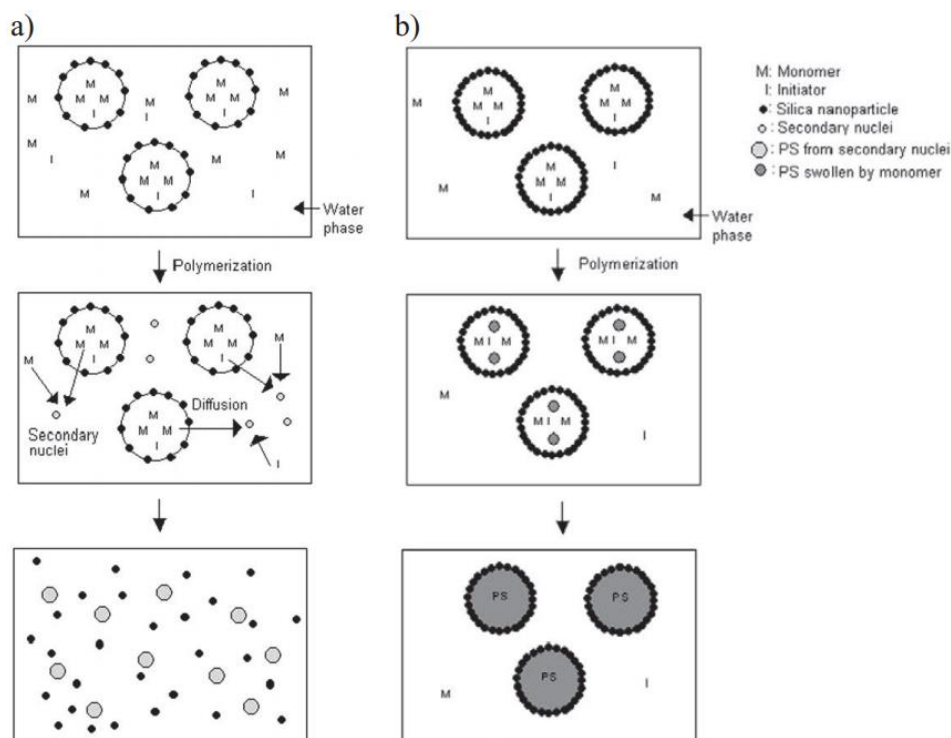 a)
M
M M
I
M
M M
I
M
M
I
M
M
I
M
M M
I
M
M
M
I
Water
phase
Polymerization
M
M M
I
M
M M
I
M
M
Diffusion
M
M M
I
Secondary
nuclei
I
b)
M
M M
I
M
M M
I
M
M
M M
I
I
M
M
Water
phase
Polymerization
M I M
M I M
M I M
M
I
PS
PS
PS
M
I
M: Monomer
I: Initiator
: Silica nanoparticle
: Secondary nuclei
: PS from secondary nuclei
: PS swollen by monomer